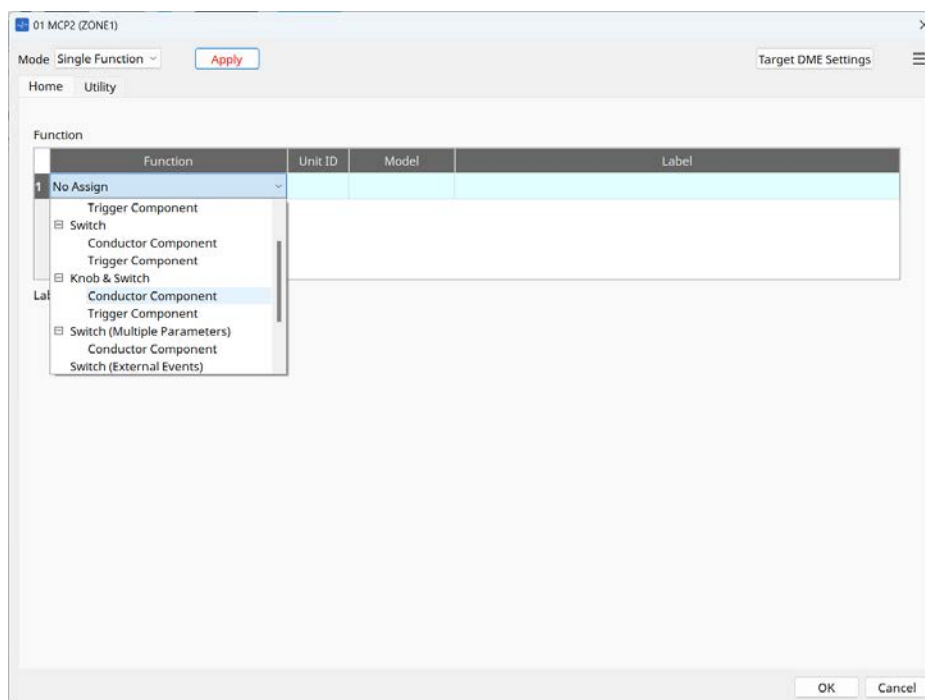 01 MCP2 (ZONE1)
Mode Single Function Apply Target DME Settings
Home Utility
Function
Function Unit ID Model Label
1 No Assign
Trigger Component
Switch
Conductor Component
Trigger Component
Knob & Switch
Conductor Component
Trigger Component
Switch (Multiple Parameters)
Conductor Component
Switch (External Events)
OK Cancel